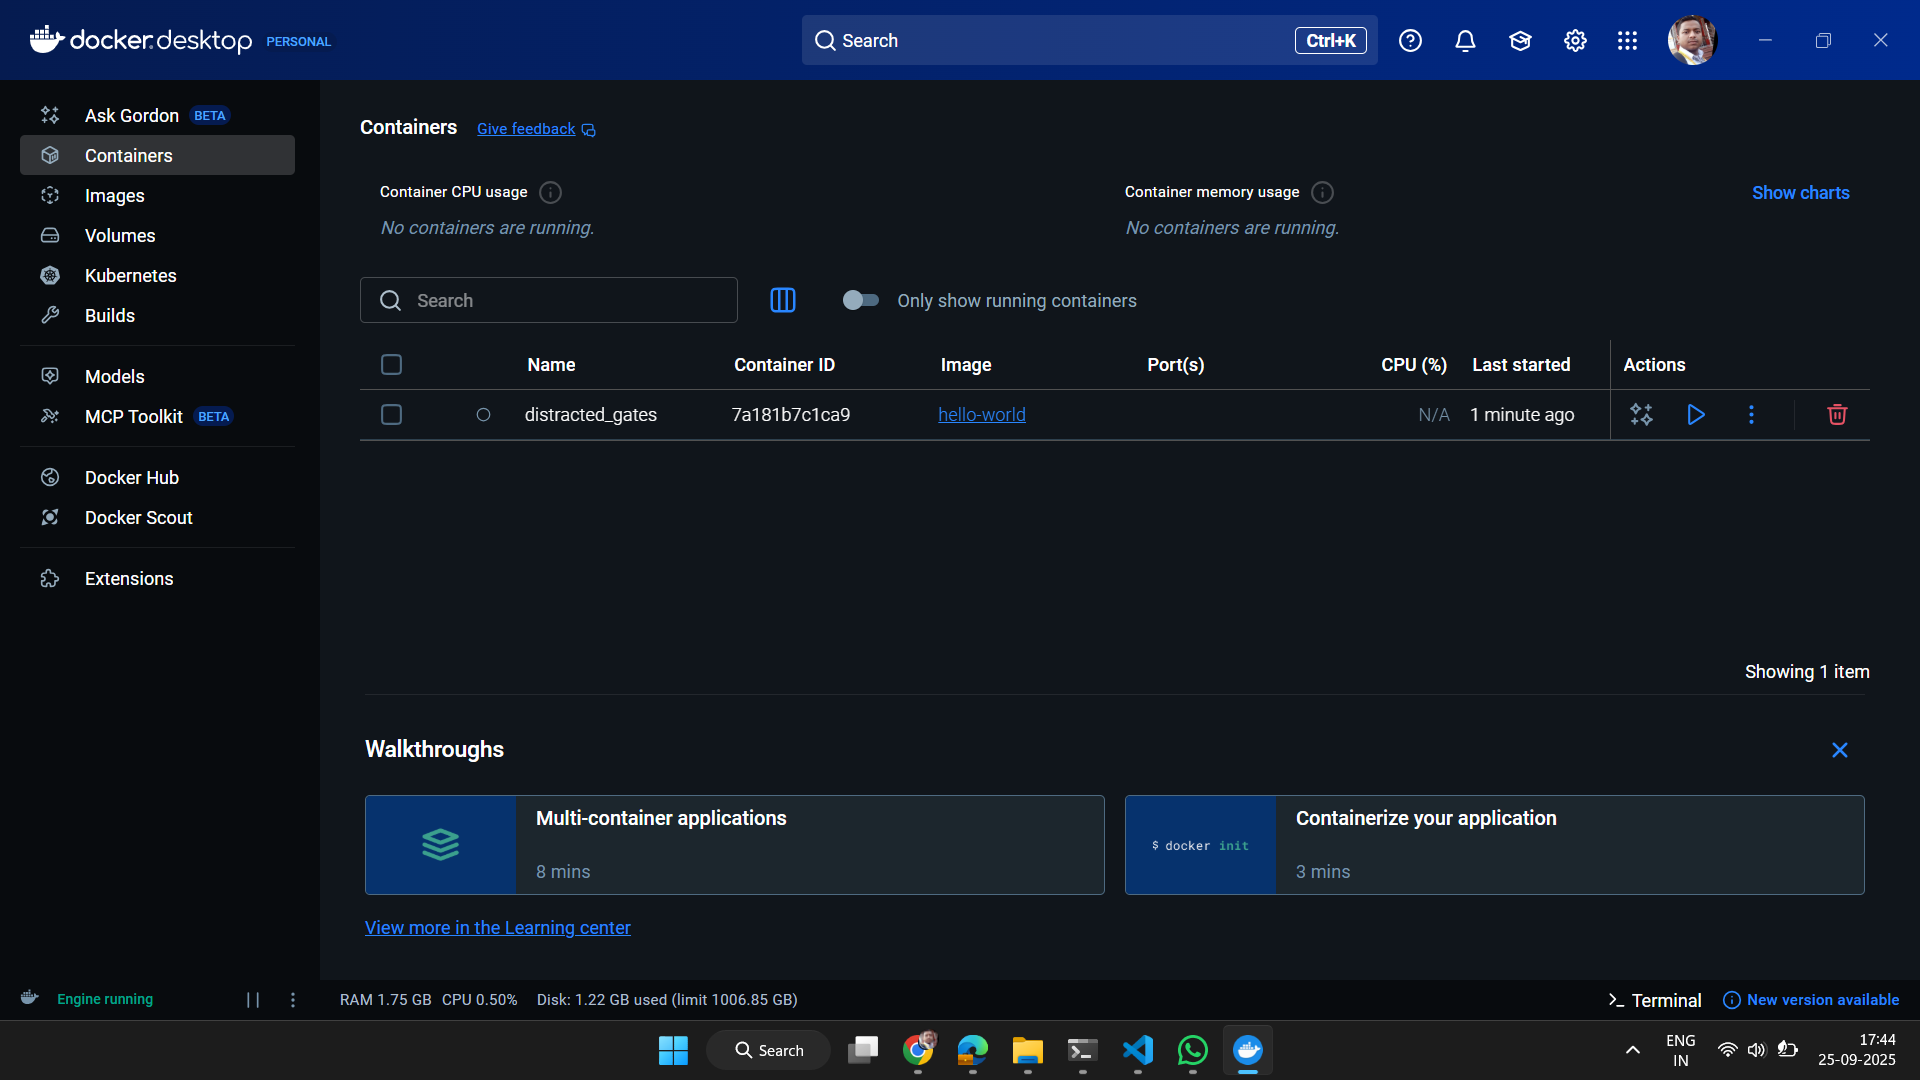 docker.desktop PERSONAL
Search Ctrl+K
Ask Gordon BETA
Containers
Images
Volumes
Kubernetes
Builds
Models
MCP Toolkit BETA
Docker Hub
Docker Scout
Extensions
Containers Give feedback
Container CPU usage
No containers are running.
Container memory usage
No containers are running.
Show charts
Search
Only show running containers
Name Container ID Image Port(s) CPU (%) Last started Actions
distracted_gates 7a181b7c1ca9 hello-world N/A 1 minute ago
Showing 1 item
Walkthroughs
Multi-container applications
8 mins
$ docker init
Containerize your application
3 mins
View more in the Learning center
Engine running
RAM 1.75 GB CPU 0.50% Disk: 1.22 GB used (limit 1006.85 GB)
Terminal
New version available
Search
ENG
IN
17:44
25-09-2025